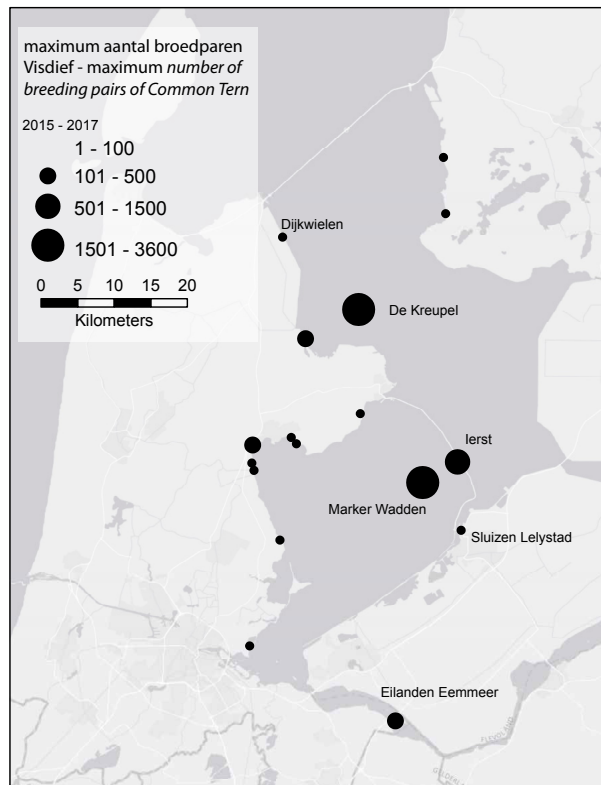 maximum aantal broedparen
Visdief - maximum number of
breeding pairs of Common Tern
2015 - 2017
1 - 100
101 - 500
501 - 1500
1501 - 3600
0 5 10 15 20
Kilometers
Dijkwielen
De Kreupel
Ierst
Marker Wadden
Sluizen Lelystad
Eilanden Eemmeer
FLEVOLAND
GELDERLAND